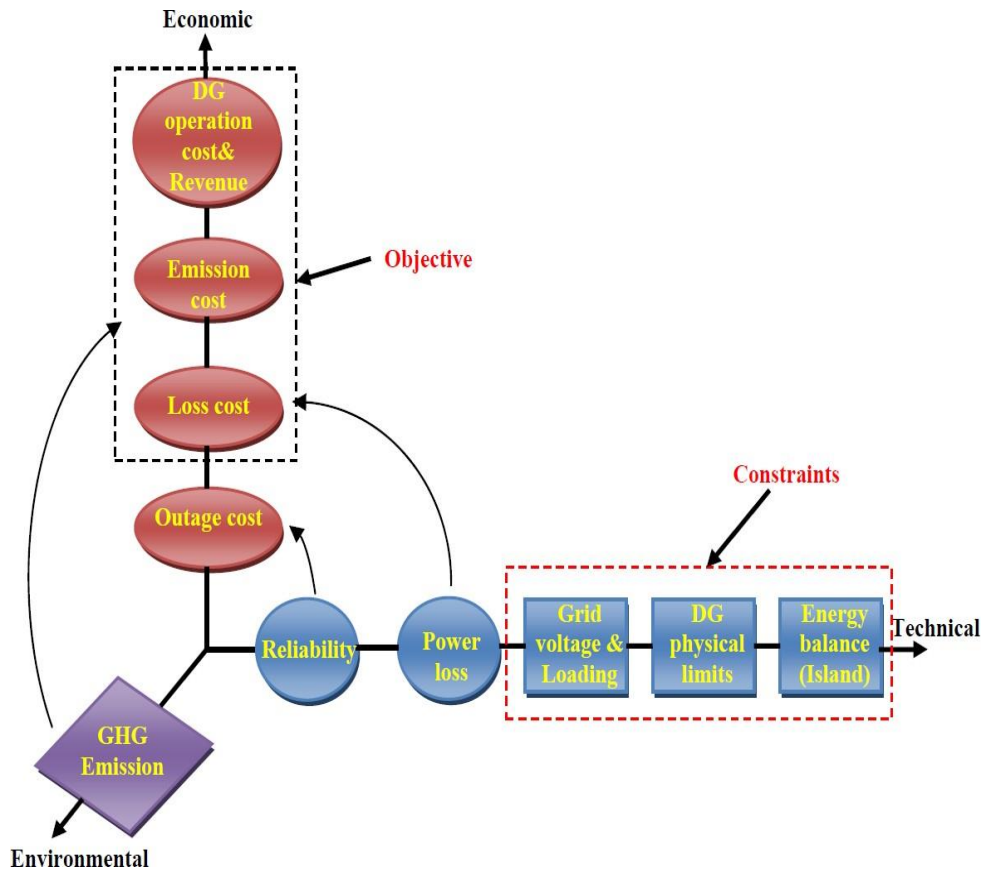 Economic
DG
operation
cost&
Revenue
Emission
cost
Objective
Loss cost
Outage cost
Constraints
Reliability
Power
loss
Grid
voltage &
Loading
DG
physical
limits
Energy
balance
(Island)
Technical
GHG
Emission
Environmental